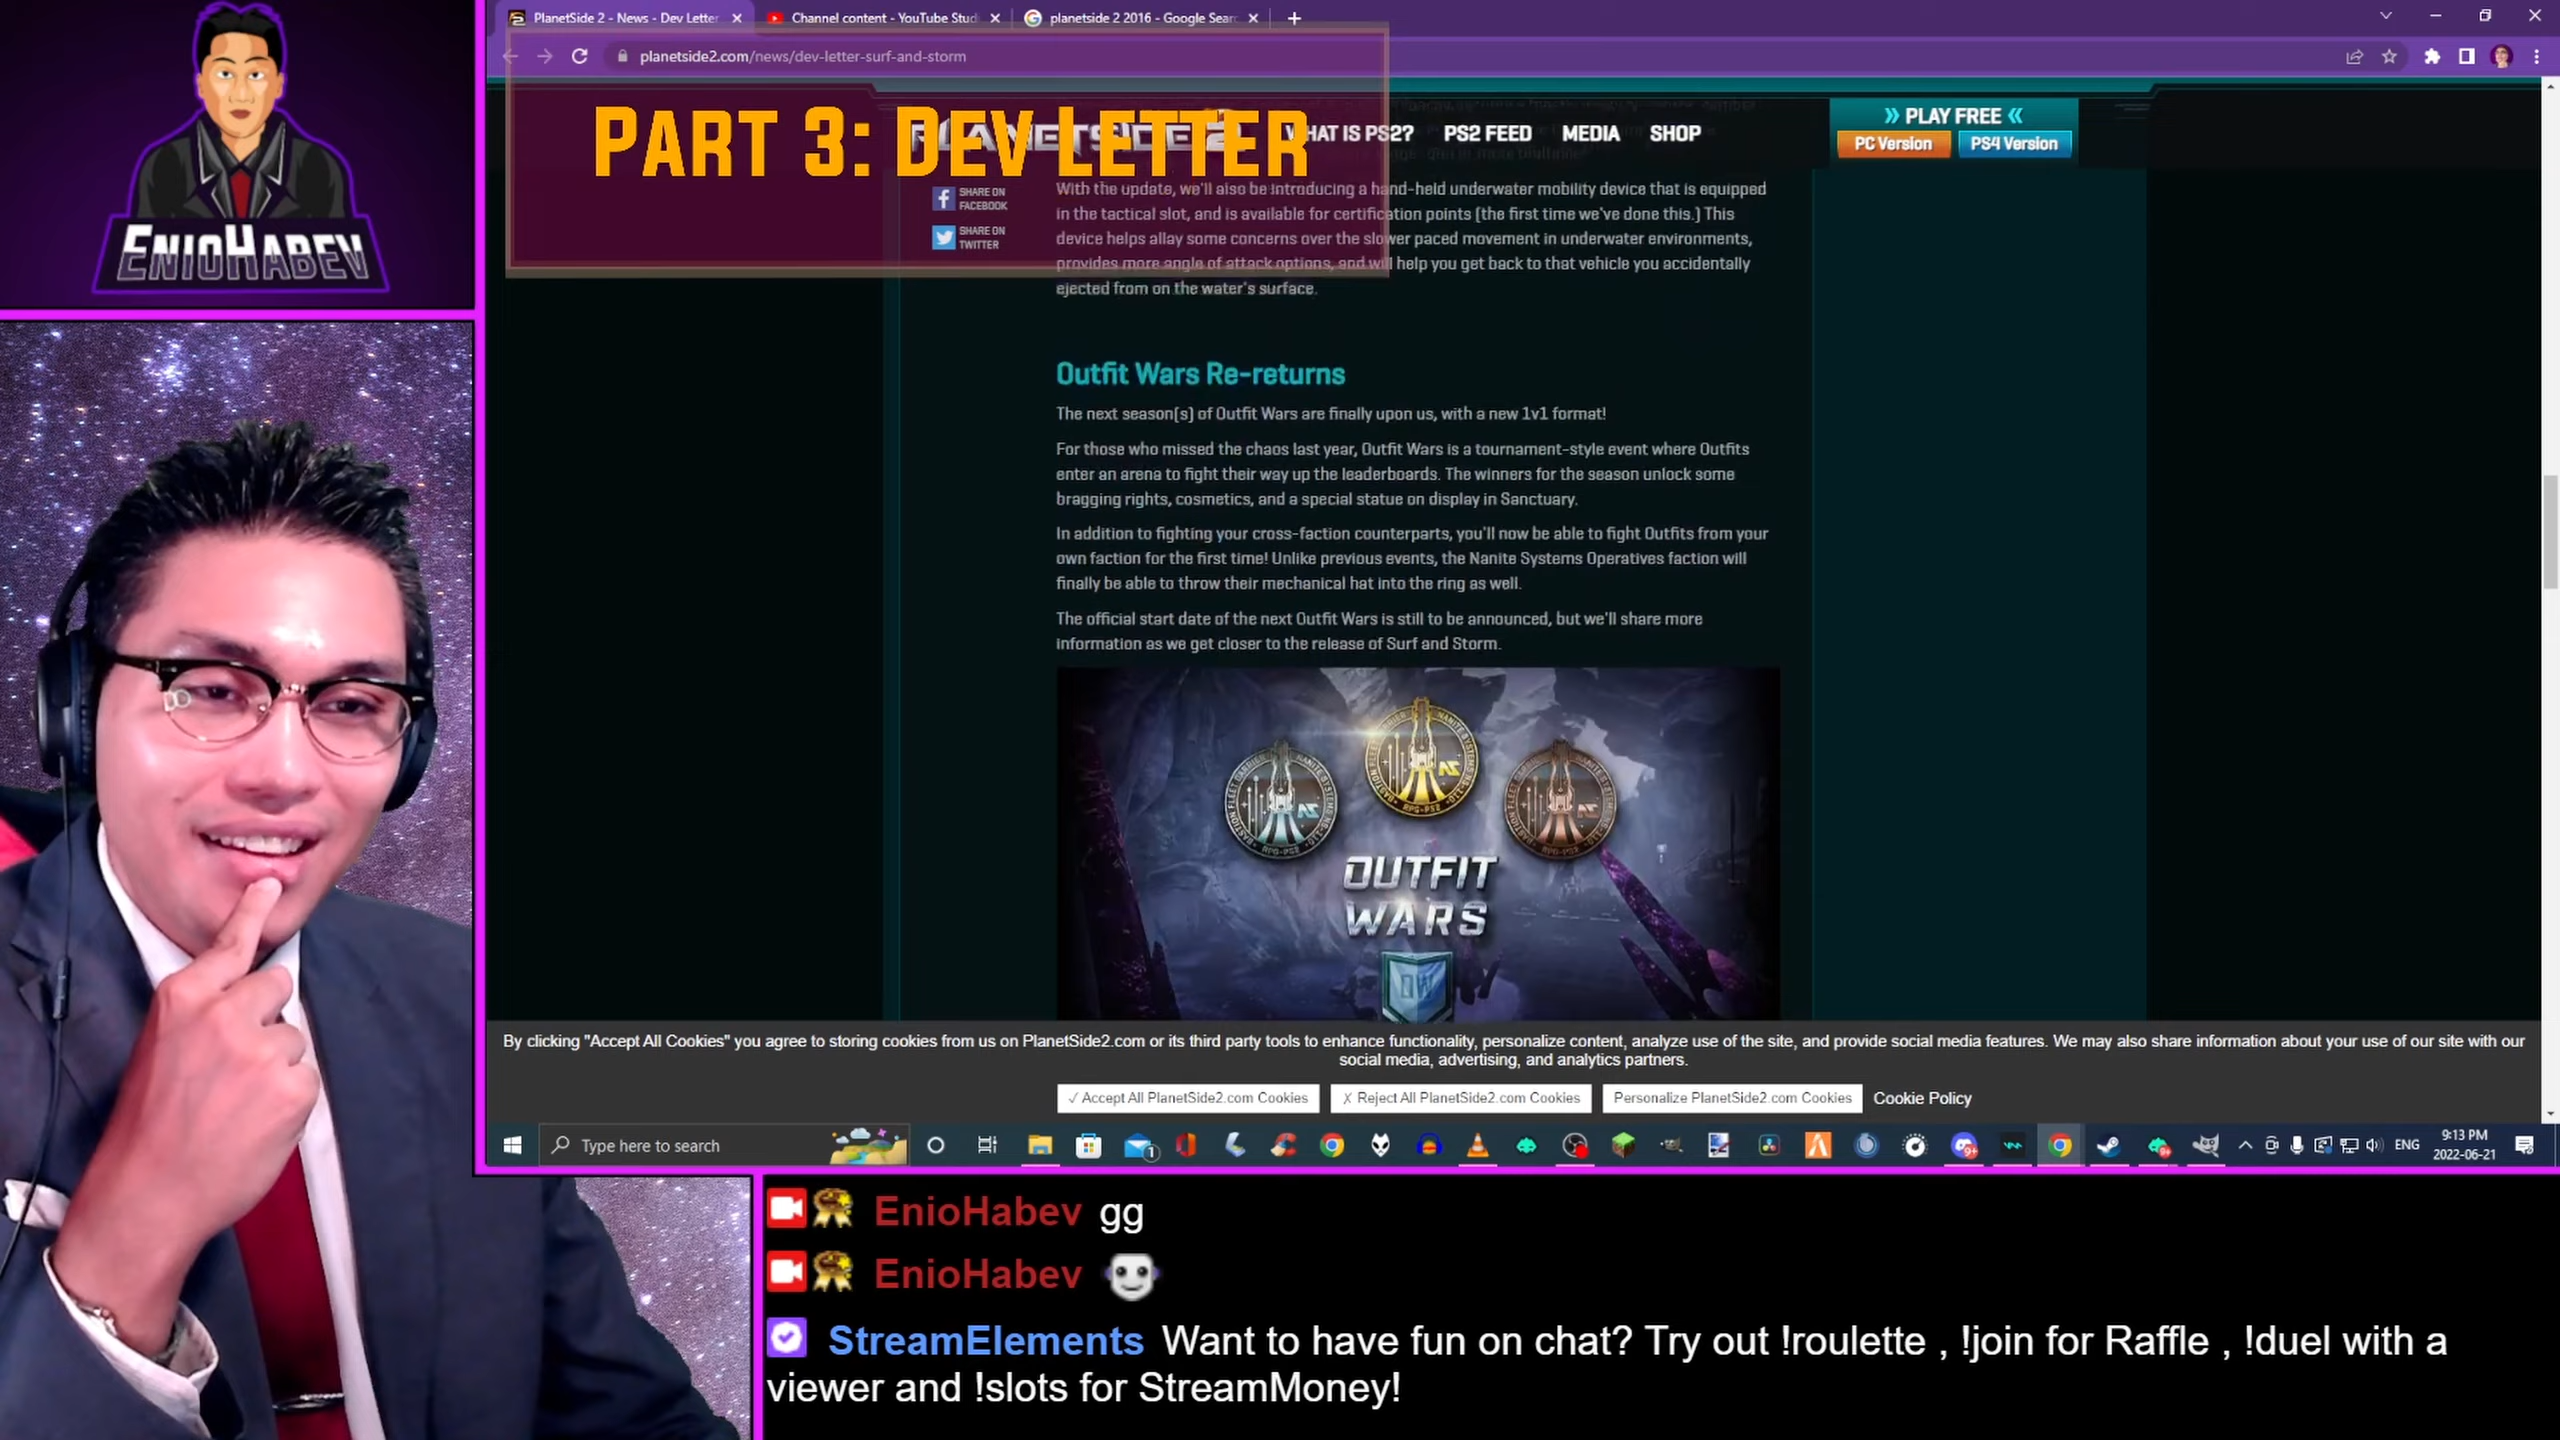 PlanetSide 2 - News - Dev Letter
Channel content - YouTube Stud
planetside 2 2016 - Google Sear
planetside2.com/news/dev-letter-surf-and-storm
PART 3: DEV LETTER
WHAT IS PS2?
PS2 FEED
MEDIA
SHOP
PLAY FREE
PC Version
PS4 Version
SHARE ON
FACEBOOK
SHARE ON
TWITTER
With the update, we'll also be introducing a hand-held underwater mobility device that is equipped
in the tactical slot, and is available for certification points (the first time we've done this.) This
device helps allay some concerns over the slower paced movement in underwater environments,
provides more angle of attack options, and will help you get back to that vehicle you accidentally
ejected from on the water's surface.
Outfit Wars Re-returns
The next season(s) of Outfit Wars are finally upon us, with a new 1v1 format!
For those who missed the chaos last year, Outfit Wars is a tournament-style event where Outfits
enter an arena to fight their way up the leaderboards. The winners for the season unlock some
bragging rights, cosmetics, and a special statue on display in Sanctuary.
In addition to fighting your cross-faction counterparts, you'll now be able to fight Outfits from your
own faction for the first time! Unlike previous events, the Nanite Systems Operatives faction will
finally be able to throw their mechanical hat into the ring as well.
The official start date of the next Outfit Wars is still to be announced, but we'll share more
information as we get closer to the release of Surf and Storm.
OUTFIT
WARS
OW
By clicking "Accept All Cookies" you agree to storing cookies from us on PlanetSide2.com or its third party tools to enhance functionality, personalize content, analyze use of the site, and provide social media features. We may also share information about your use of our site with our
social media, advertising, and analytics partners.
✓ Accept All PlanetSide2.com Cookies
X Reject All PlanetSide2.com Cookies
Personalize PlanetSide2.com Cookies
Cookie Policy
Type here to search
ENG
9:13 PM
2022-06-21
ENIOHABEV
EnioHabev gg
EnioHabev
StreamElements Want to have fun on chat? Try out !roulette , !join for Raffle , !duel with a
viewer and !slots for StreamMoney!